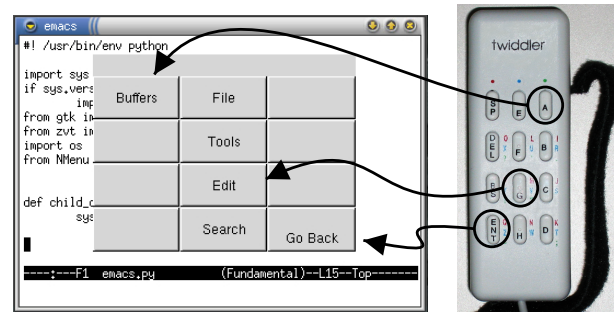 emacs
#! /usr/bin/env python
import sys
if sys.vers
imp
from gtk im
from zvt im
import os
from NMenu
def child_
sys
Buffers File
Tools
Edit
Search Go Back
----:---F1 emacs.py (Fundamental)--L15--Top-------
twiddler
SP E A
DEL F B
BS G C
ENT H D